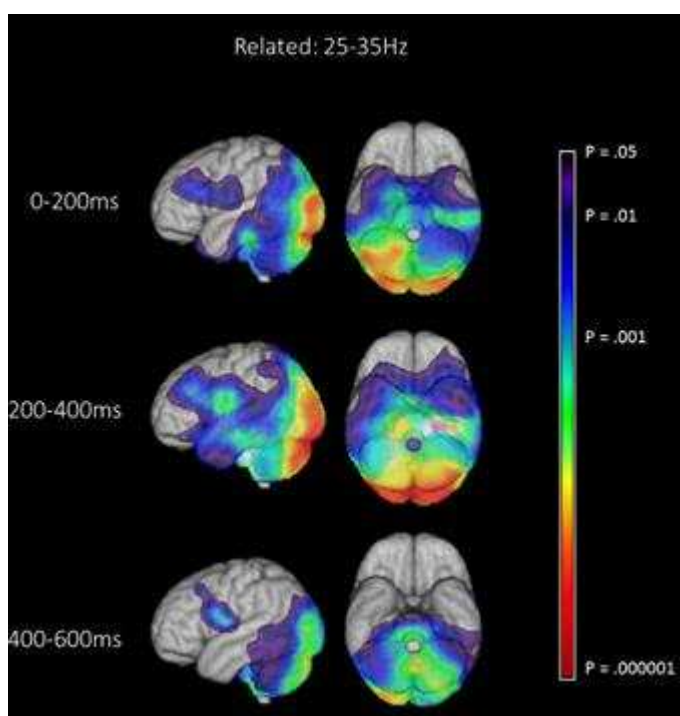 Related: 25-35Hz
P = .05
0-200ms
P = .01
P = .001
200-400ms
400-600ms
P = .000001